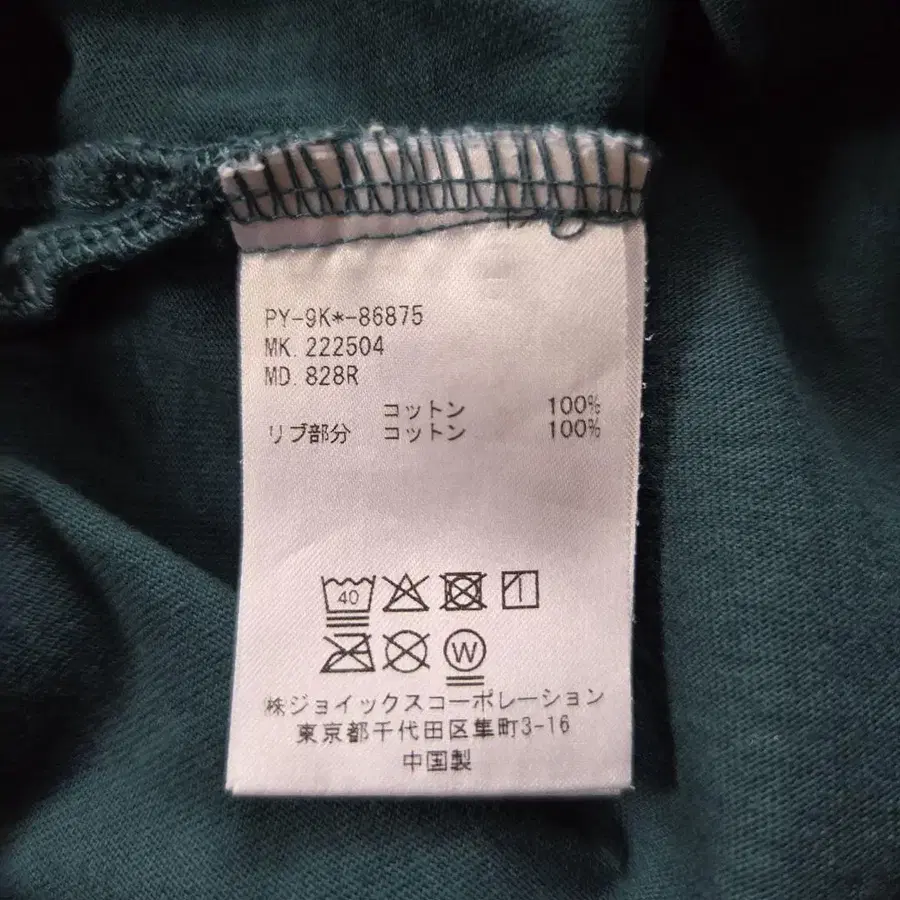 PY-9K*-86875
MK. 222504
MD. 828R
コットン 100%
リブ部分 コットン 100%
40
W
㈱ジョイックスコーポレーション
東京都千代田区隼町3-16
中国製